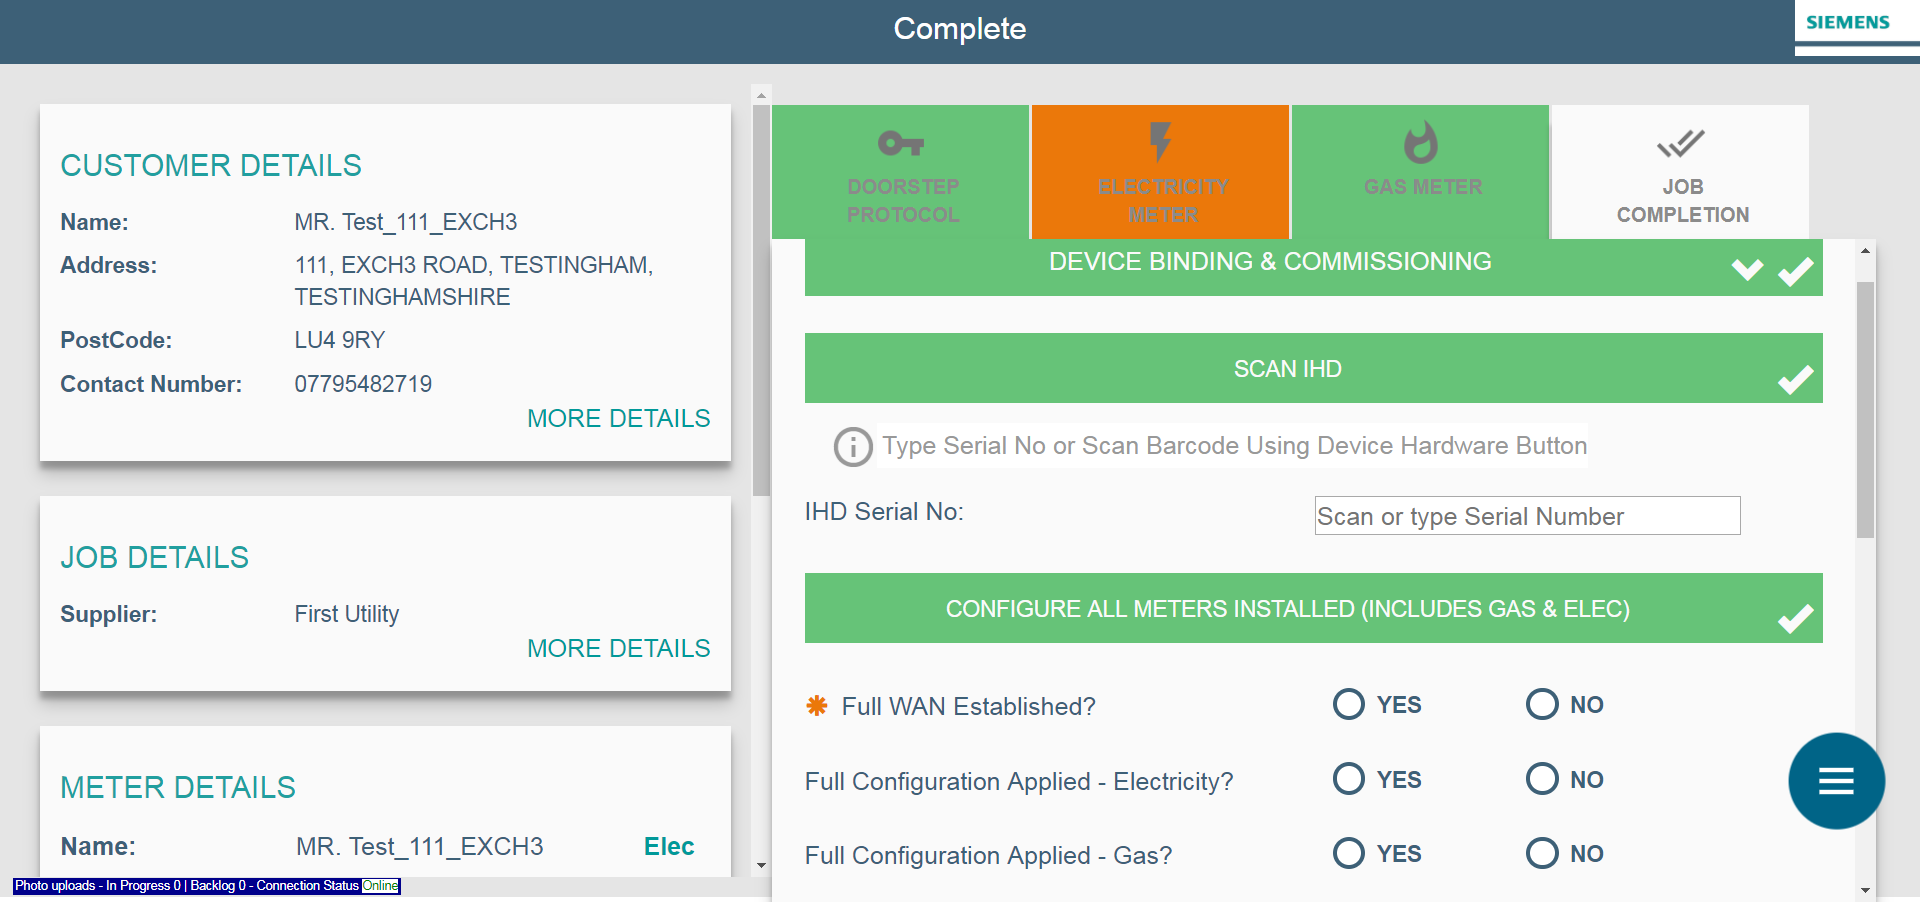 Complete
SIEMENS
CUSTOMER DETAILS
Name: MR. Test_111_EXCH3
Address: 111, EXCH3 ROAD, TESTINGHAM,
TESTINGHAMSHIRE
PostCode: LU4 9RY
Contact Number: 07795482719
MORE DETAILS
JOB DETAILS
Supplier: First Utility
MORE DETAILS
METER DETAILS
Name: MR. Test_111_EXCH3 Elec
Photo uploads - In Progress 0 | Backlog 0 - Connection Status Online
DOORSTEP
PROTOCOL
ELECTRICITY
METER
GAS METER
JOB
COMPLETION
DEVICE BINDING & COMMISSIONING
SCAN IHD
Type Serial No or Scan Barcode Using Device Hardware Button
IHD Serial No: Scan or type Serial Number
CONFIGURE ALL METERS INSTALLED (INCLUDES GAS & ELEC)
Full WAN Established? YES NO
Full Configuration Applied - Electricity? YES NO
Full Configuration Applied - Gas? YES NO